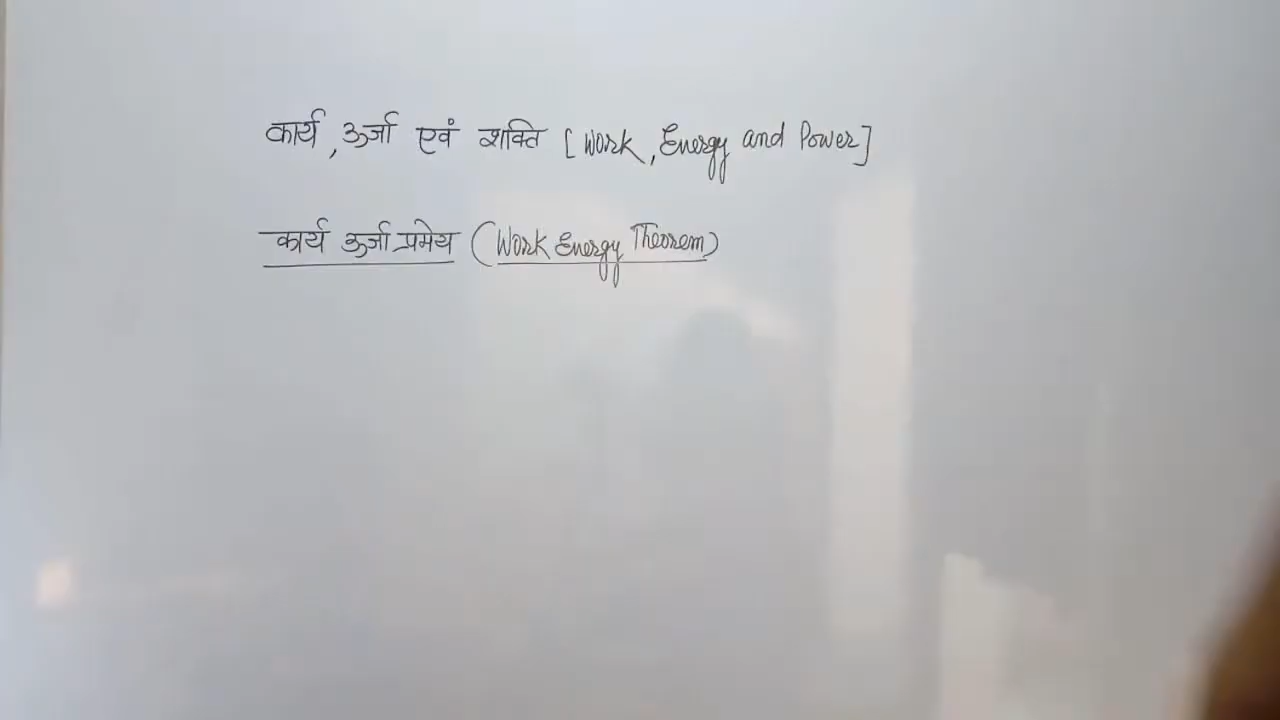 कार्य, ऊर्जा एवं शक्ति [Work, Energy and Power]
कार्य ऊर्जा प्रमेय (Work Energy Theorem)